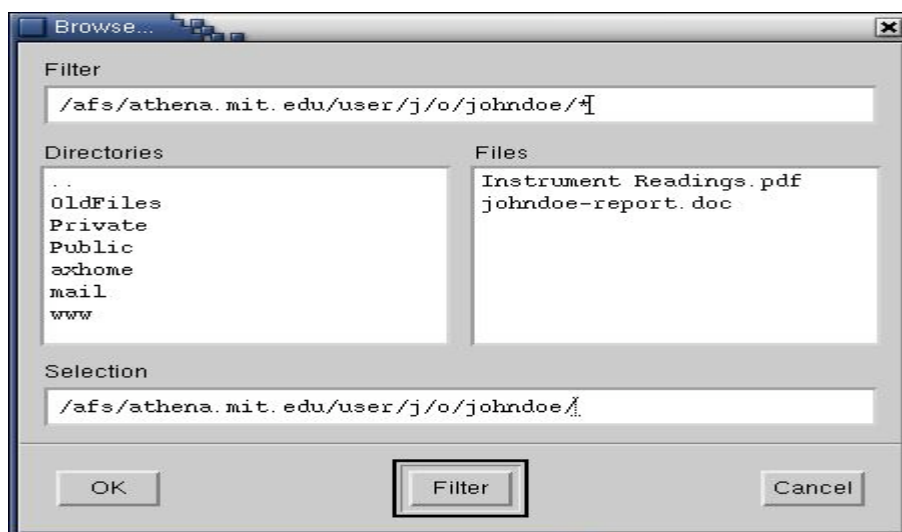 Browse...
Filter
/afs/athena.mit.edu/user/j/o/johndoe/*
Directories
..
OldFiles
Private
Public
axhome
mail
www
Files
Instrument Readings.pdf
johndoe-report.doc
Selection
/afs/athena.mit.edu/user/j/o/johndoe/
OK
Filter
Cancel